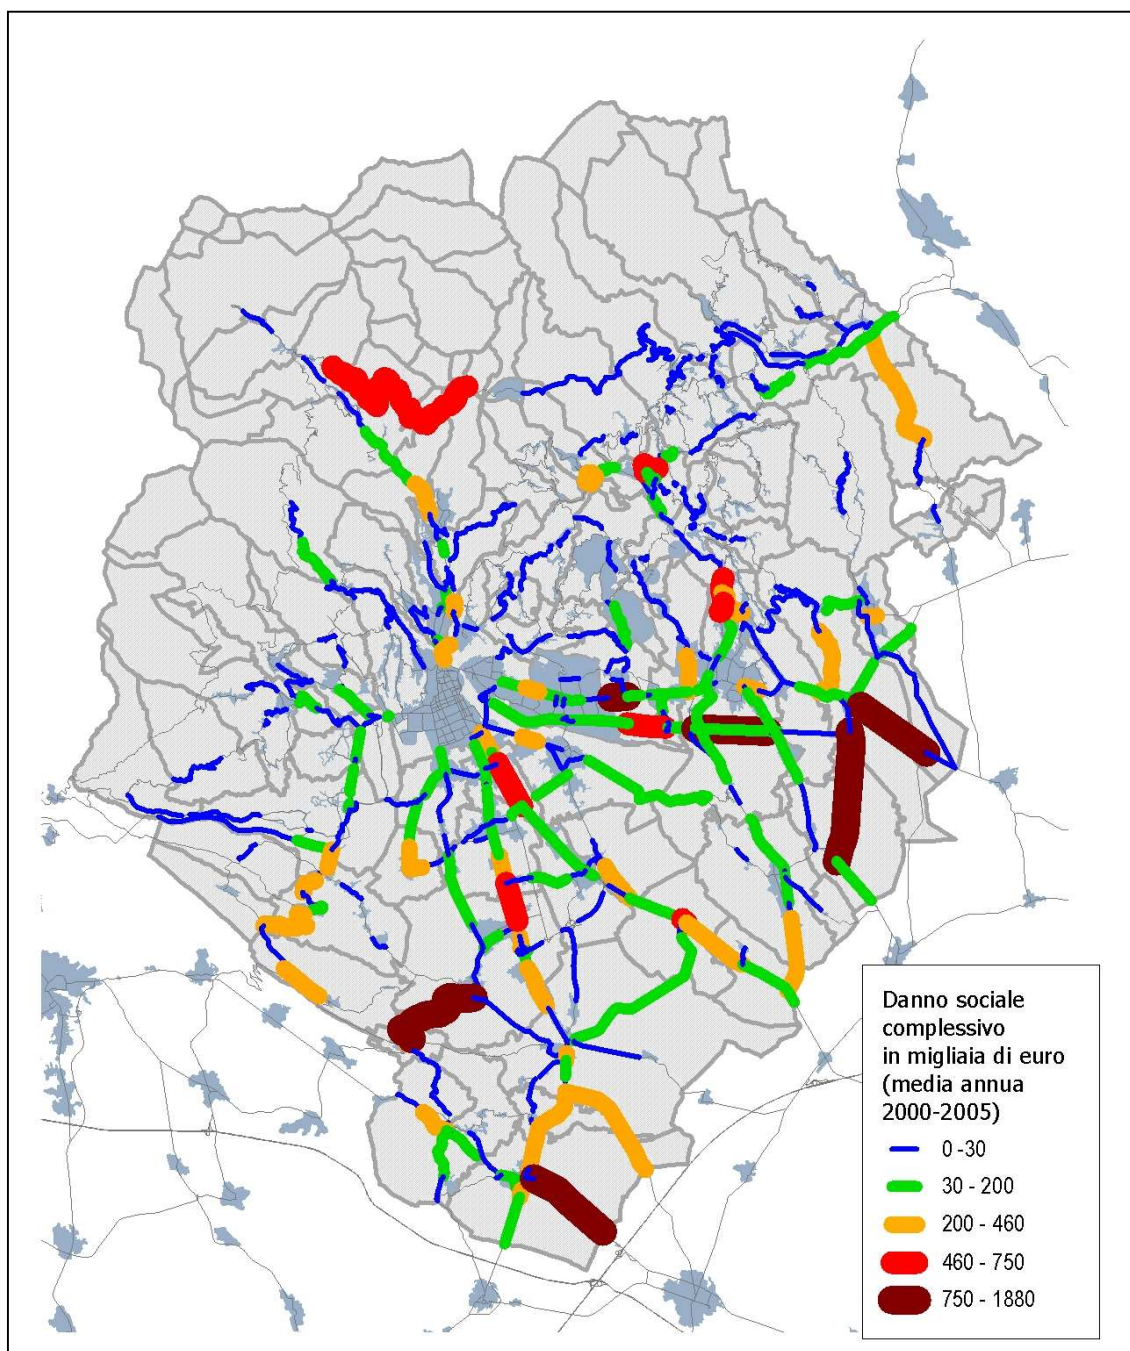 Danno sociale
complessivo
in migliaia di euro
(media annua
2000-2005)
0 -30
30 - 200
200 - 460
460 - 750
750 - 1880